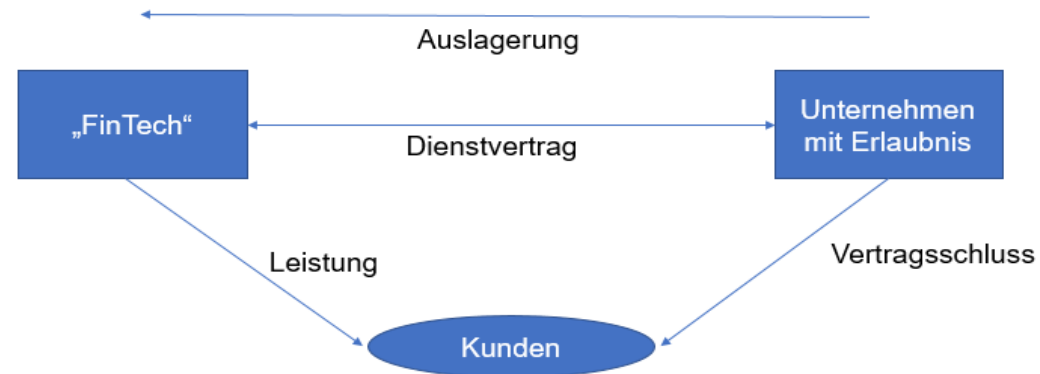 Auslagerung
„FinTech“
Unternehmen
mit Erlaubnis
Dienstvertrag
Leistung
Vertragsschluss
Kunden